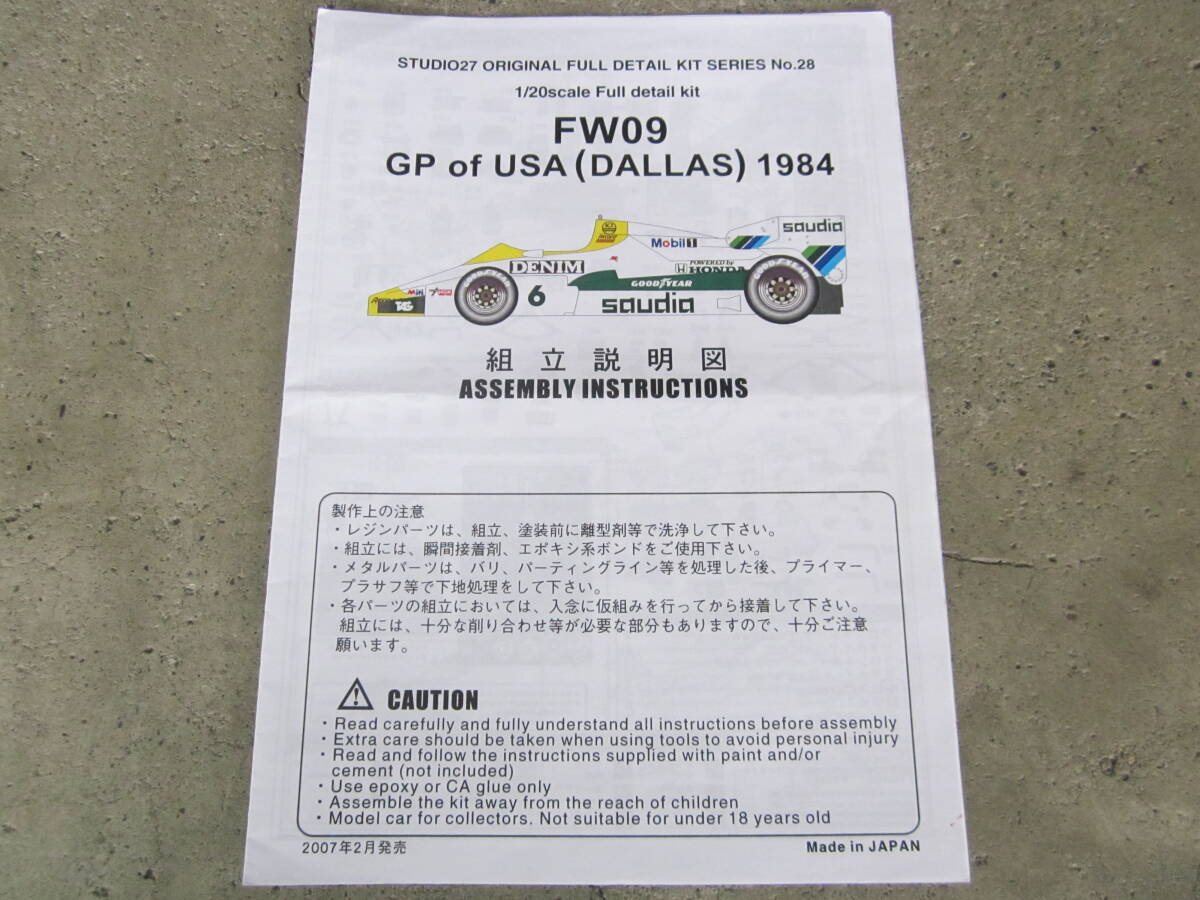 STUDIO27 ORIGINAL FULL DETAIL KIT SERIES No.28
1/20scale Full detail kit
FW09
GP of USA (DALLAS) 1984
saudia
Mobil 1
DENIM
POWERED by
HONDA
GOODYEAR
GOODYEAR
GOODYEAR
TAG
6
saudia
組立説明図
ASSEMBLY INSTRUCTIONS
製作上の注意
・レジンパーツは、組立、塗装前に離型剤等で洗浄して下さい。
・組立には、瞬間接着剤、エポキシ系ボンドをご使用下さい。
・メタルパーツは、バリ、パーティングライン等を処理した後、プライマー、
プラサフ等で下地処理をして下さい。
・各パーツの組立においては、入念に仮組みを行ってから接着して下さい。
組立には、十分な削り合わせ等が必要な部分もありますので、十分ご注意
願います。
CAUTION
・Read carefully and fully understand all instructions before assembly
・Extra care should be taken when using tools to avoid personal injury
・Read and follow the instructions supplied with paint and/or
cement (not included)
・Use epoxy or CA glue only
・Assemble the kit away from the reach of children
・Model car for collectors. Not suitable for under 18 years old
2007年2月発売
Made in JAPAN